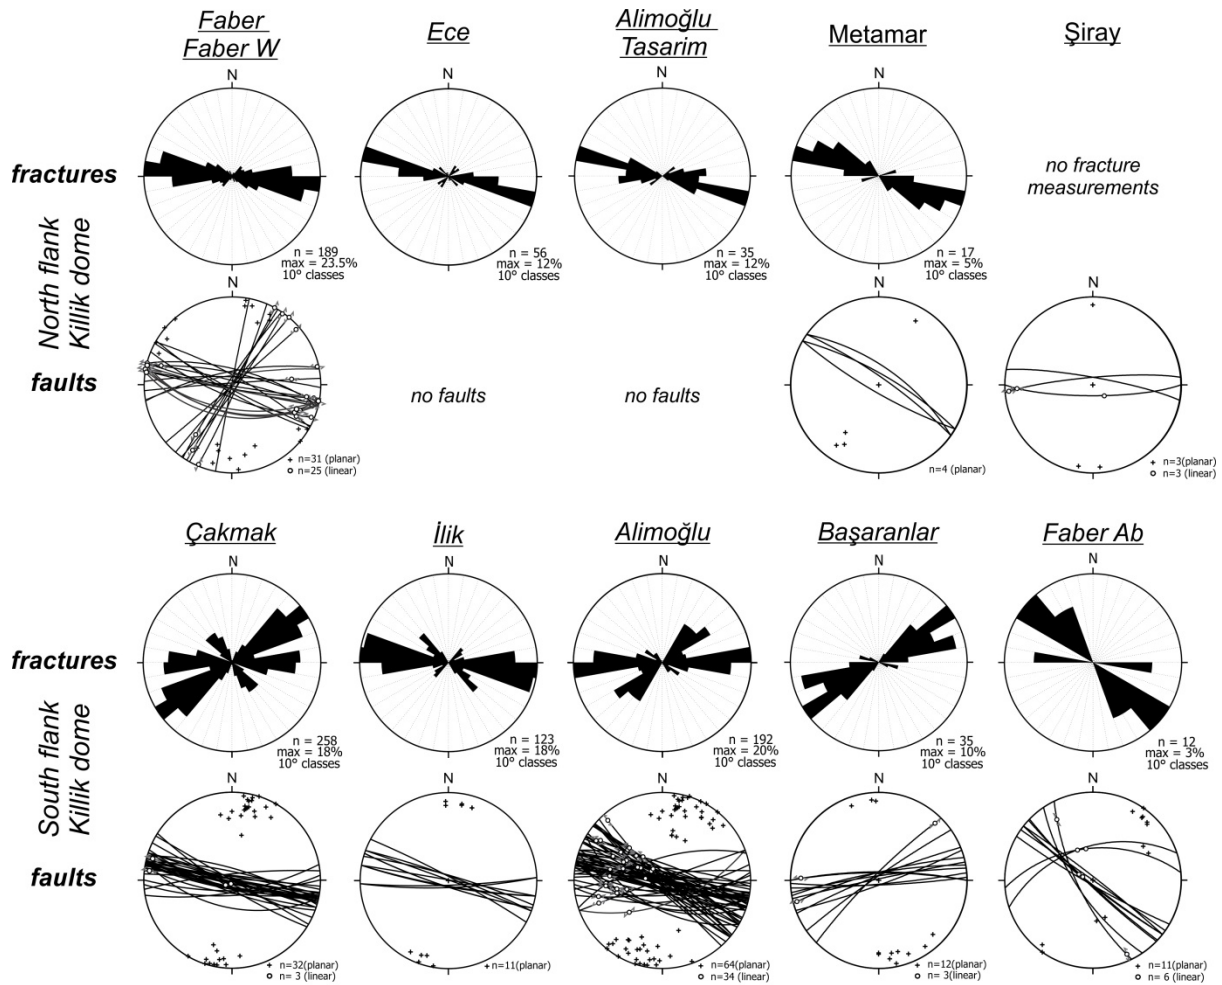 Faber
Faber W
Ece
Alimoğlu
Tasarim
Metamar
Şiray
North flank
Killik dome
fractures
N
N
N
N
no fracture
measurements
n = 189
max = 23.5%
10° classes
n = 56
max = 12%
10° classes
n = 35
max = 12%
10° classes
n = 17
max = 5%
10° classes
faults
N
no faults
no faults
N
N
+ n=31 (planar)
o n=25 (linear)
n=4 (planar)
+ n=3(planar)
o n=3 (linear)
South flank
Killik dome
Çakmak
İlik
Alimoğlu
Başaranlar
Faber Ab
fractures
N
N
N
N
N
n = 258
max = 18%
10° classes
n = 123
max = 18%
10° classes
n = 192
max = 20%
10° classes
n = 35
max = 10%
10° classes
n = 12
max = 3%
10° classes
faults
N
N
N
N
N
+ n=32(planar)
o n= 3 (linear)
+n=11(planar)
+ n=64(planar)
o n=34 (linear)
+ n=12(planar)
o n= 3(linear)
+ n=11(planar)
o n= 6 (linear)